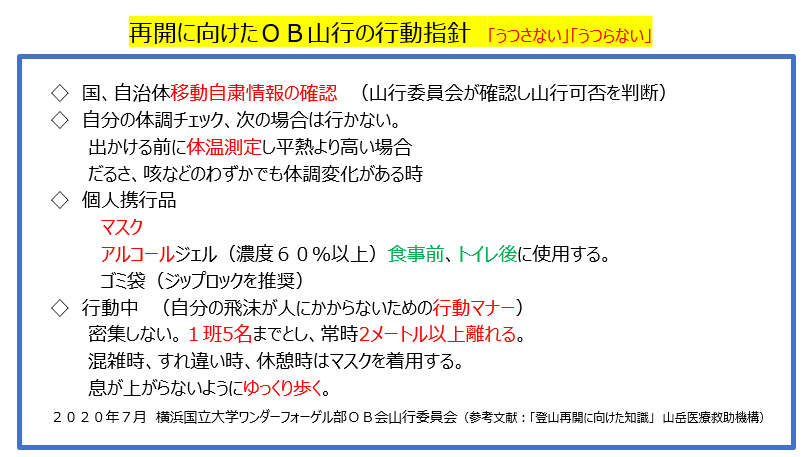 再開に向けたＯＢ山行の行動指針　「うつさない」「うつらない」
◇　国、自治体移動自粛情報の確認　（山行委員会が確認し山行可否を判断）
◇　自分の体調チェック、次の場合は行かない。
出かける前に体温測定し平熱より高い場合
だるさ、咳などのわずかでも体調変化がある時
◇　個人携行品
マスク
アルコールジェル（濃度６０％以上）食事前、トイレ後に使用する。
ゴミ袋（ジップロックを推奨）
◇　行動中　（自分の飛沫が人にかからないための行動マナー）
密集しない。１班5名までとし、常時2メートル以上離れる。
混雑時、すれ違い時、休憩時はマスクを着用する。
息が上がらないようにゆっくり歩く。
２０２０年７月　横浜国立大学ワンダーフォーゲル部ＯＢ会山行委員会（参考文献：「登山再開に向けた知識」　山岳医療救助機構）